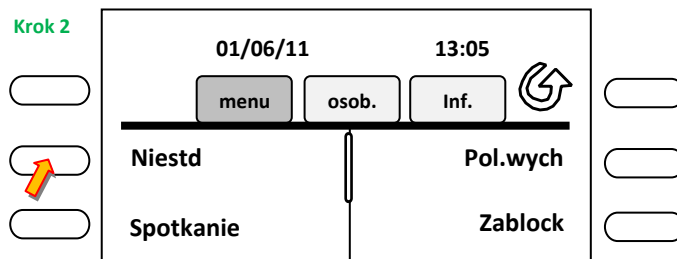 Krok 2
01/06/11 13:05
menu osob. Inf.
Niestd Pol.wych
Spotkanie Zablock